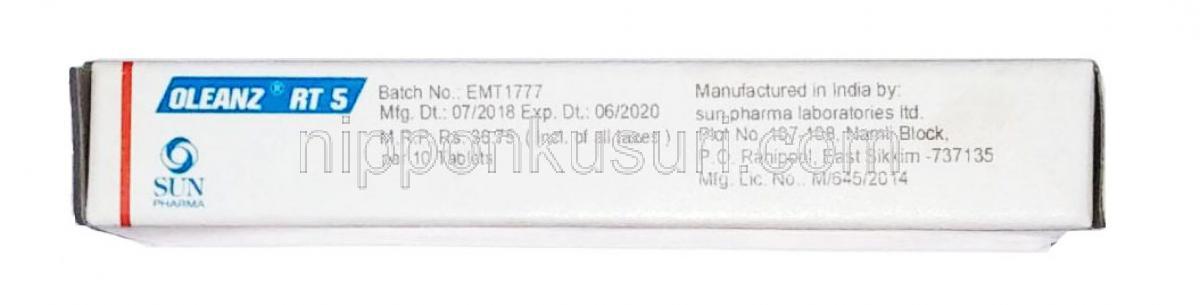 OLEANZ® RT 5
SUN
PHARMA
Batch No.: EMT1777
Mfg. Dt.: 07/2018 Exp. Dt.: 06/2020
M.R.P. Rs. 36.75 (Incl. of all taxes)
per 10 Tablets
Manufactured in India by:
sun pharma laboratories ltd.
Plot No. 107-108, Namli Block,
P.O. Ranipool, East Sikkim -737135
Mfg. Lic. No.: M/645/2014
nipponkusuri.com